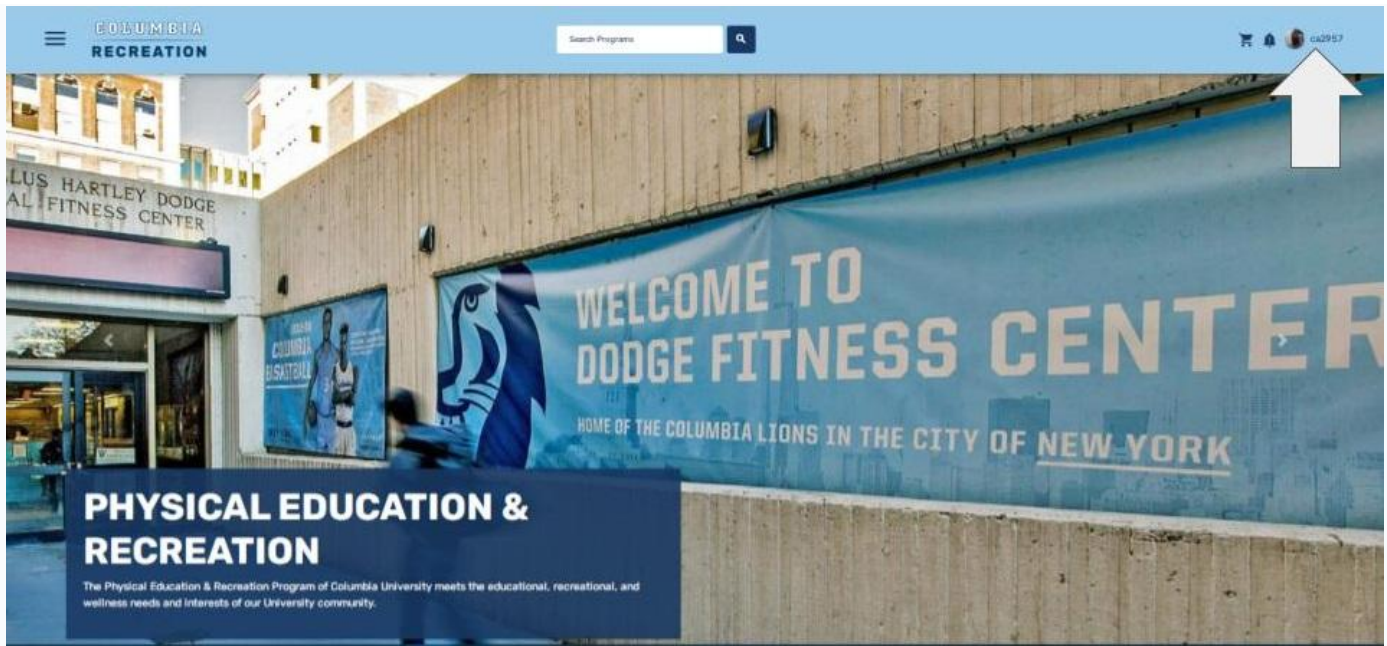 COLUMBIA
RECREATION
Search Programs
ca2957
LUS HARTLEY DODGE
AL FITNESS CENTER
COLUMBIA
BASKETBALL
WELCOME TO
DODGE FITNESS CENTER
HOME OF THE COLUMBIA LIONS IN THE CITY OF NEW YORK
PHYSICAL EDUCATION &
RECREATION
The Physical Education & Recreation Program of Columbia University meets the educational, recreational, and
wellness needs and interests of our University community.